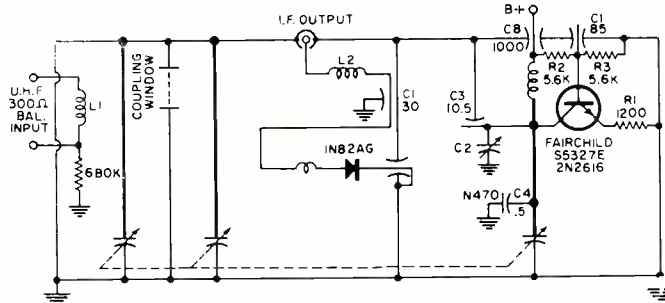 I.F. OUTPUT
B+
C8
1000
C1
85
R2
5.6K
R3
5.6K
L2
U.H.F
300Ω
BAL.
INPUT
L1
COUPLING
WINDOW
C1
30
C3
10.5
R1
1200
C2
FAIRCHILD
S5327E
2N2616
680K
IN82AG
N470
C4
.5